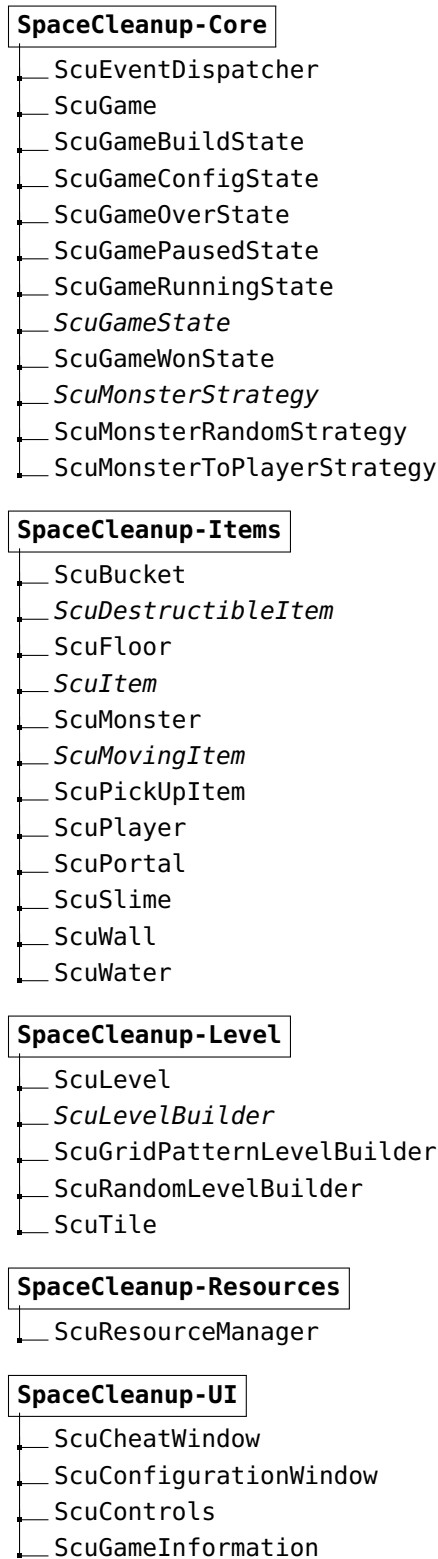 SpaceCleanup-Core
ScuEventDispatcher
ScuGame
ScuGameBuildState
ScuGameConfigState
ScuGameOverState
ScuGamePausedState
ScuGameRunningState
ScuGameState
ScuGameWonState
ScuMonsterStrategy
ScuMonsterRandomStrategy
ScuMonsterToPlayerStrategy
SpaceCleanup-Items
ScuBucket
ScuDestructibleItem
ScuFloor
ScuItem
ScuMonster
ScuMovingItem
ScuPickUpItem
ScuPlayer
ScuPortal
ScuSlime
ScuWall
ScuWater
SpaceCleanup-Level
ScuLevel
ScuLevelBuilder
ScuGridPatternLevelBuilder
ScuRandomLevelBuilder
ScuTile
SpaceCleanup-Resources
ScuResourceManager
SpaceCleanup-UI
ScuCheatWindow
ScuConfigurationWindow
ScuControls
ScuGameInformation